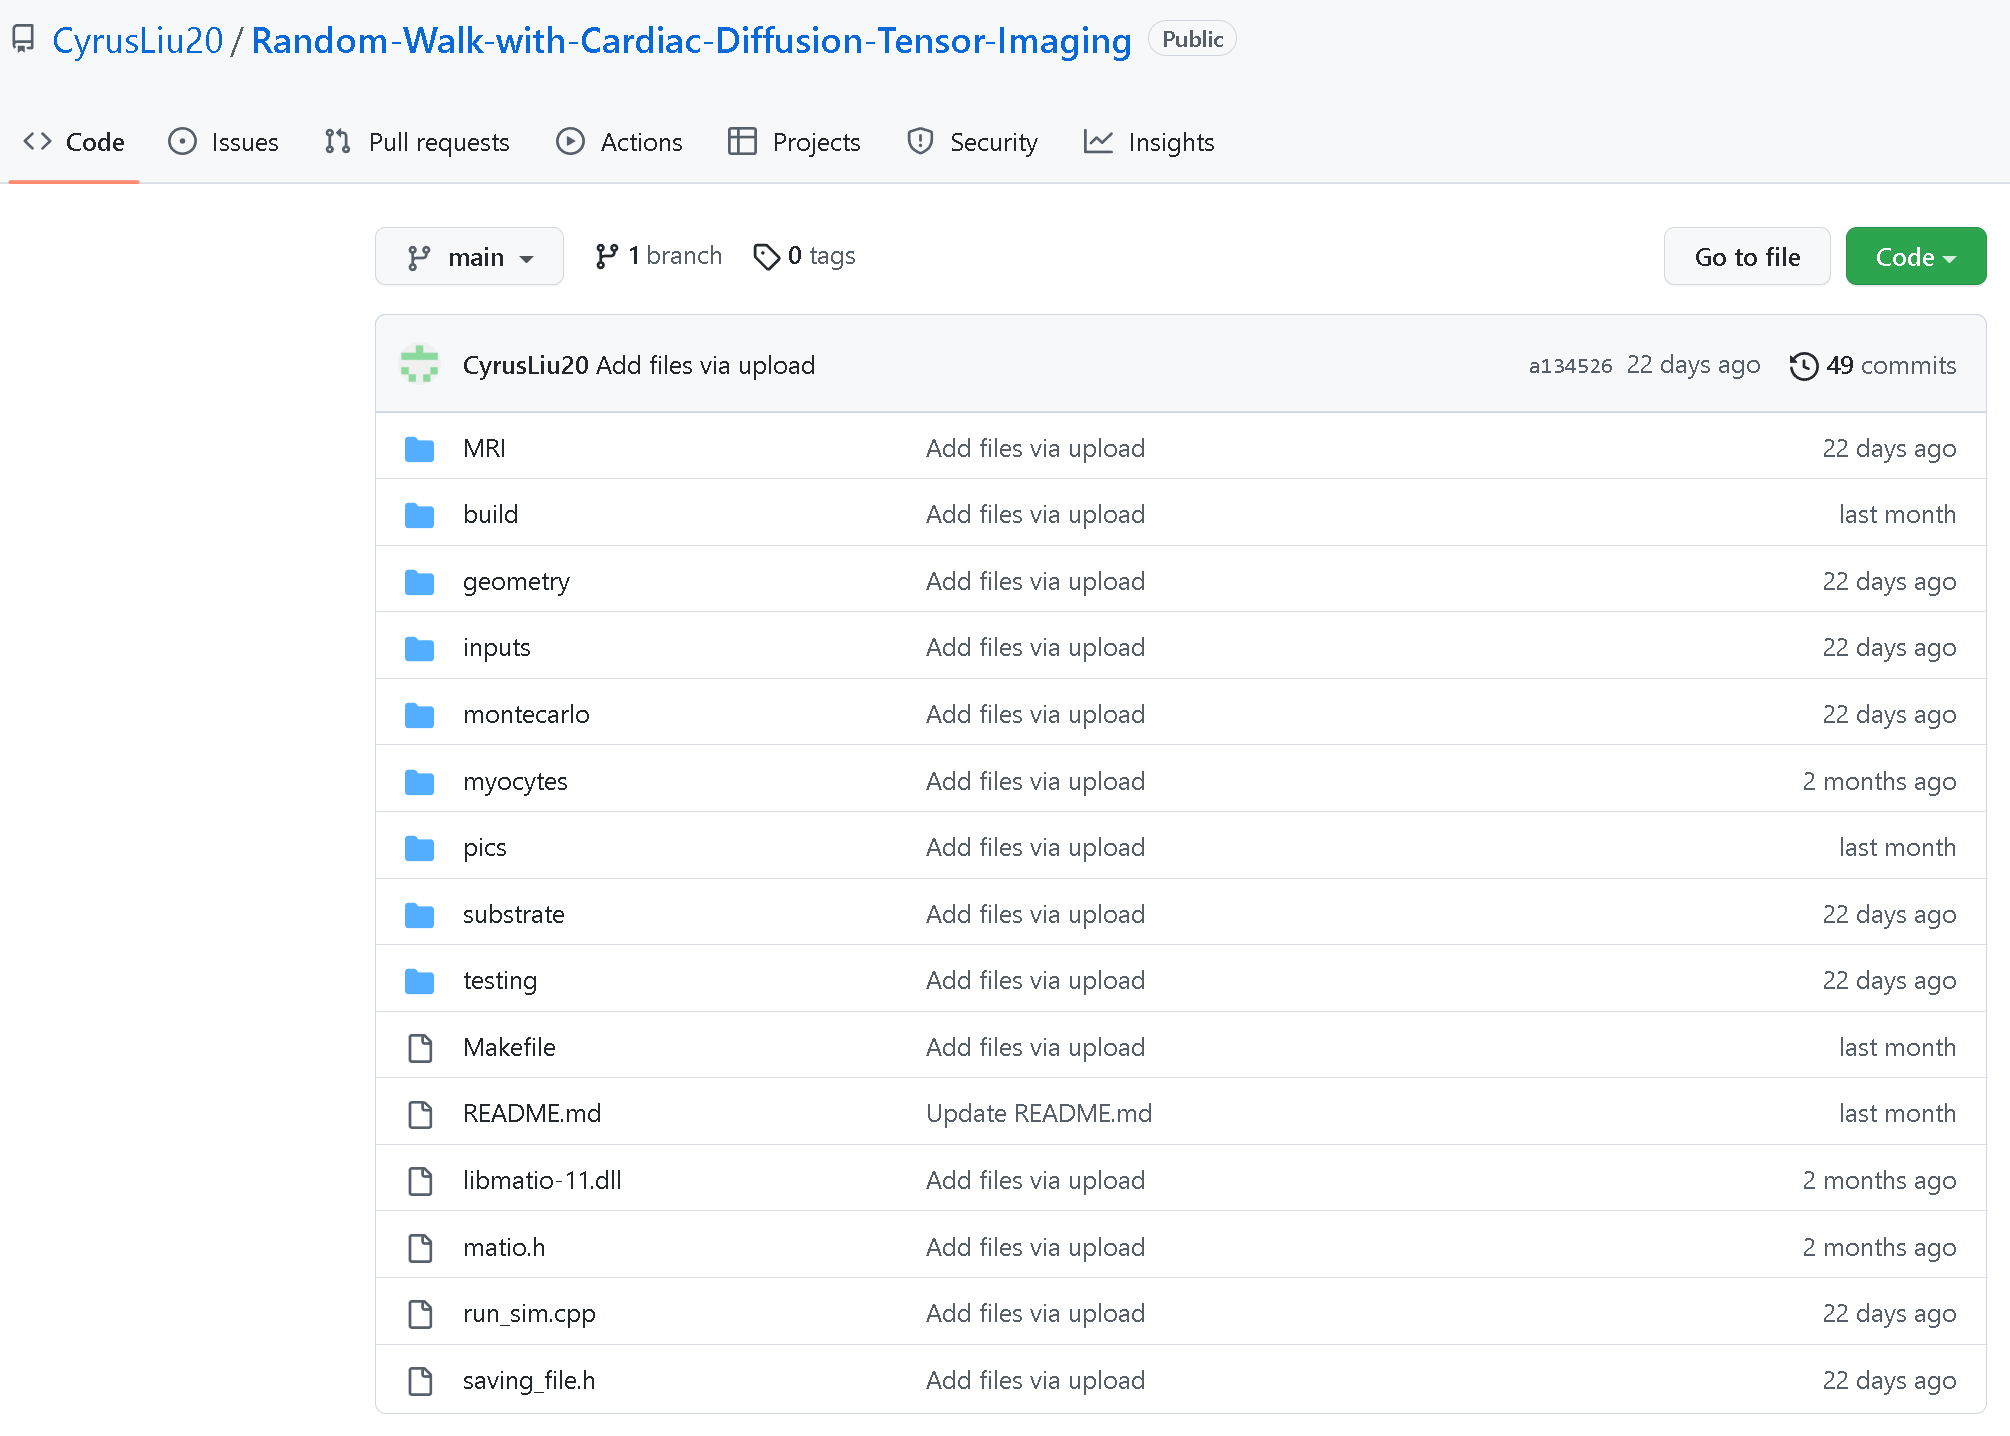 CyrusLiu20 / Random-Walk-with-Cardiac-Diffusion-Tensor-Imaging Public
Code Issues Pull requests Actions Projects Security Insights
main 1 branch 0 tags Go to file Code
CyrusLiu20 Add files via upload a134526 22 days ago 49 commits
MRI Add files via upload 22 days ago
build Add files via upload last month
geometry Add files via upload 22 days ago
inputs Add files via upload 22 days ago
montecarlo Add files via upload 22 days ago
myocytes Add files via upload 2 months ago
pics Add files via upload last month
substrate Add files via upload 22 days ago
testing Add files via upload 22 days ago
Makefile Add files via upload last month
README.md Update README.md last month
libmatio-11.dll Add files via upload 2 months ago
matio.h Add files via upload 2 months ago
run_sim.cpp Add files via upload 22 days ago
saving_file.h Add files via upload 22 days ago